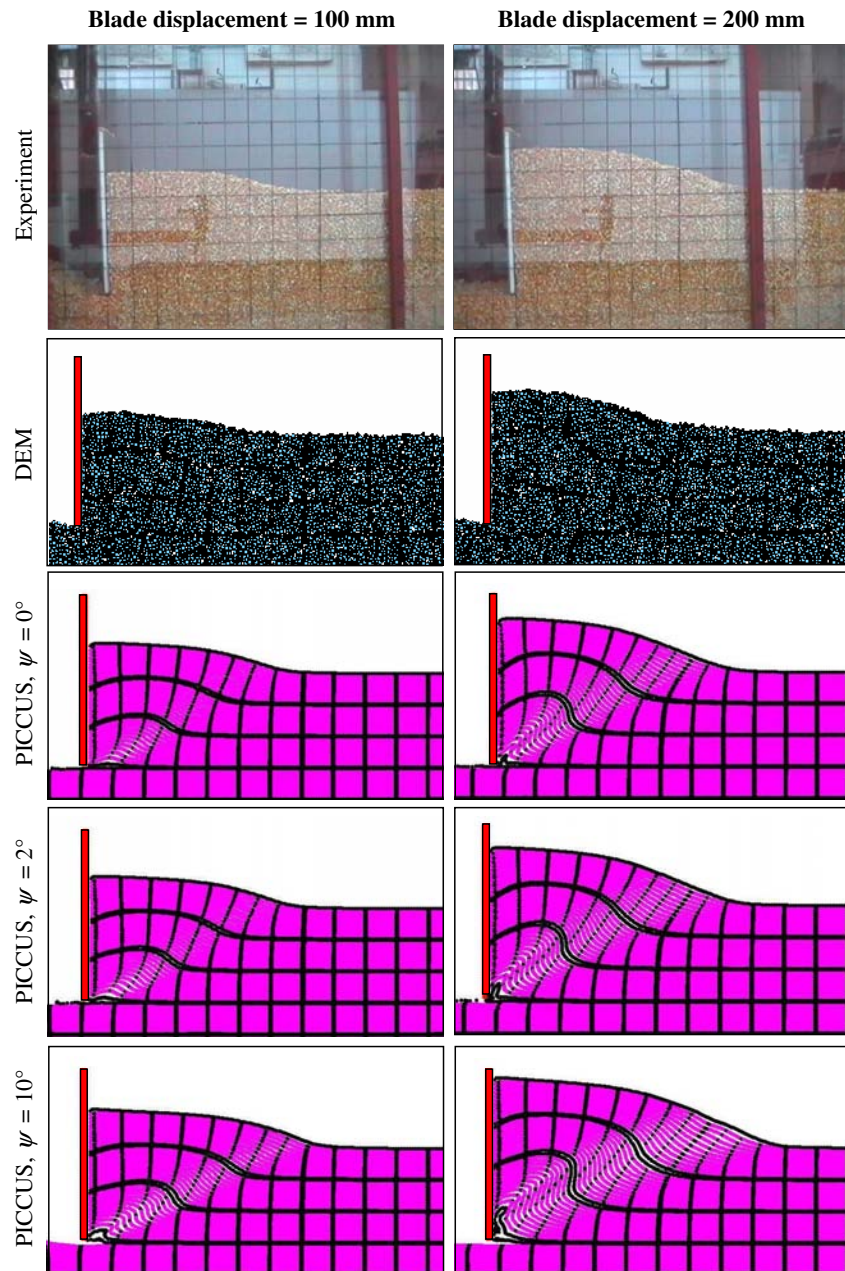 Blade displacement = 100 mm
Blade displacement = 200 mm
Experiment
DEM
PICCUS, ψ = 0°
PICCUS, ψ = 2°
PICCUS, ψ = 10°